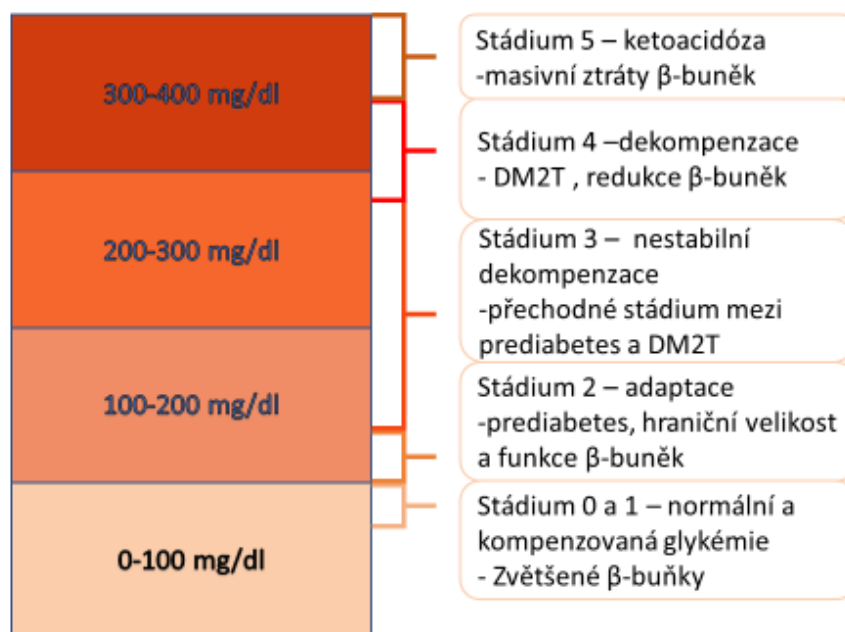 300-400 mg/dl
200-300 mg/dl
100-200 mg/dl
0-100 mg/dl
Stádium 5 – ketoacidóza
-masivní ztráty β-buněk
Stádium 4 –dekompenzace
- DM2T , redukce β-buněk
Stádium 3 – nestabilní
dekompenzace
-přechodné stádium mezi
prediabetes a DM2T
Stádium 2 – adaptace
-prediabetes, hraniční velikost
a funkce β-buněk
Stádium 0 a 1 – normální a
kompenzovaná glykémie
- Zvětšené β-buňky